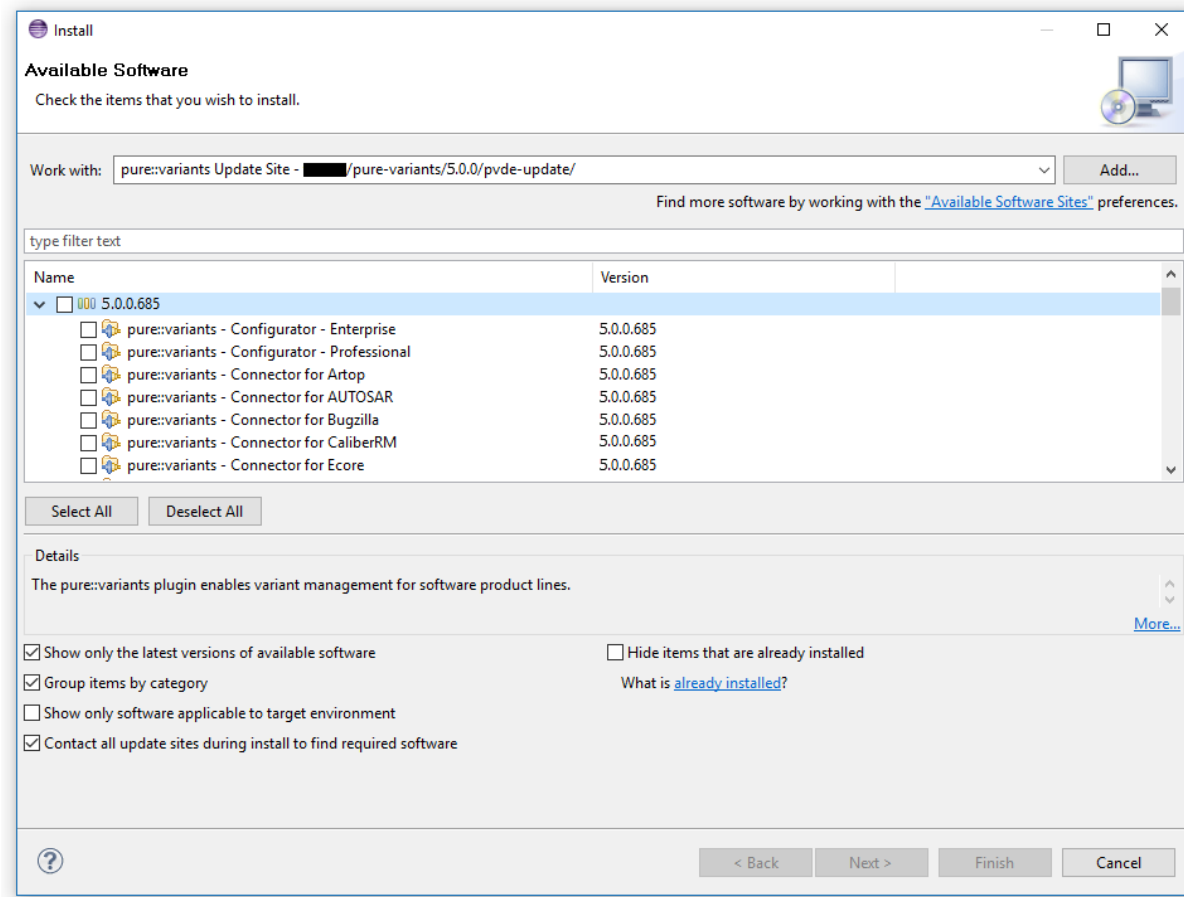 Install
Available Software
Check the items that you wish to install.
Work with: pure::variants Update Site - /pure-variants/5.0.0/pvde-update/ Add...
Find more software by working with the "Available Software Sites" preferences.
type filter text
Name Version
5.0.0.685
pure::variants - Configurator - Enterprise 5.0.0.685
pure::variants - Configurator - Professional 5.0.0.685
pure::variants - Connector for Artop 5.0.0.685
pure::variants - Connector for AUTOSAR 5.0.0.685
pure::variants - Connector for Bugzilla 5.0.0.685
pure::variants - Connector for CaliberRM 5.0.0.685
pure::variants - Connector for Ecore 5.0.0.685
Select All Deselect All
Details
The pure::variants plugin enables variant management for software product lines.
More...
Show only the latest versions of available software Hide items that are already installed
Group items by category What is already installed?
Show only software applicable to target environment
Contact all update sites during install to find required software
? < Back Next > Finish Cancel